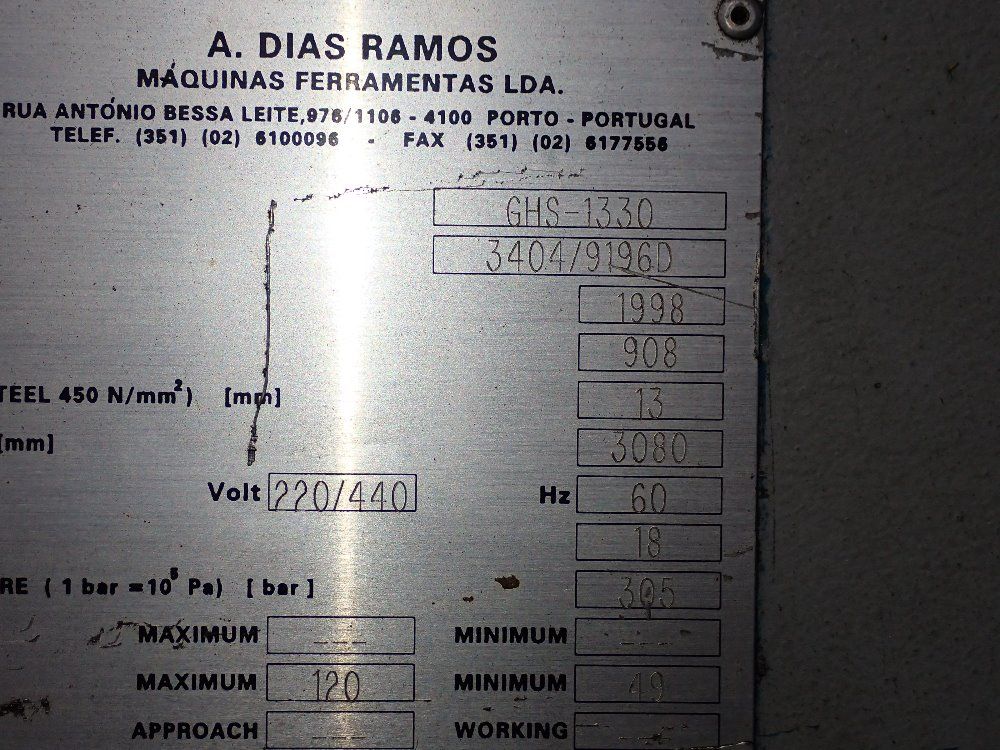 A. DIAS RAMOS
MÁQUINAS FERRAMENTAS LDA.
RUA ANTÓNIO BESSA LEITE,976/1106 - 4100 PORTO - PORTUGAL
TELEF. (351) (02) 6100096 - FAX (351) (02) 6177556
GHS-1330
3404/9196D
1998
908
TEEL 450 N/mm²) [mm] 13
[mm] 3080
Volt 220/440 Hz 60
18
RE ( 1 bar =10⁵ Pa) [ bar ] 305
MAXIMUM --- MINIMUM ---
MAXIMUM 120 MINIMUM 49
APPROACH --- WORKING ---